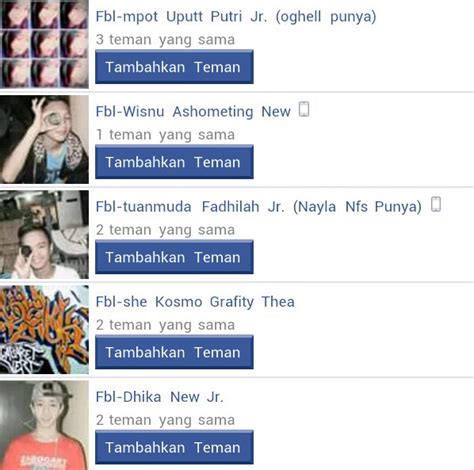 Fbl-mpot Uputt Putri Jr. (oghell punya)
3 teman yang sama
Tambahkan Teman
Fbl-Wisnu Ashometing New
1 teman yang sama
Tambahkan Teman
Fbl-tuanmuda Fadhilah Jr. (Nayla Nfs Punya)
2 teman yang sama
Tambahkan Teman
Fbl-she Kosmo Grafity Thea
2 teman yang sama
Tambahkan Teman
Fbl-Dhika New Jr.
2 teman yang sama
Tambahkan Teman